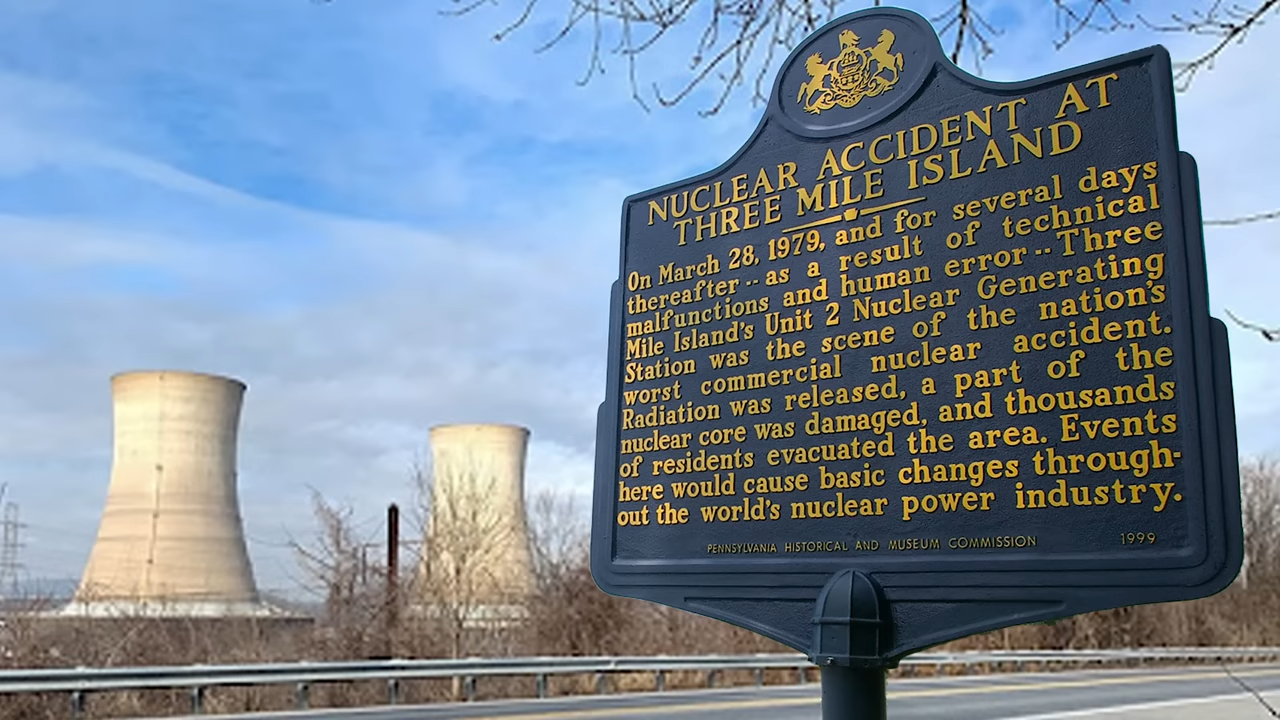 NUCLEAR ACCIDENT AT
THREE MILE ISLAND
On March 28, 1979, and for several days
thereafter -- as a result of technical
malfunctions and human error -- Three
Mile Island's Unit 2 Nuclear Generating
Station was the scene of the nation's
worst commercial nuclear accident.
Radiation was released, a part of the
nuclear core was damaged, and thousands
of residents evacuated the area. Events
here would cause basic changes through-
out the world's nuclear power industry.
PENNSYLVANIA HISTORICAL AND MUSEUM COMMISSION 1999